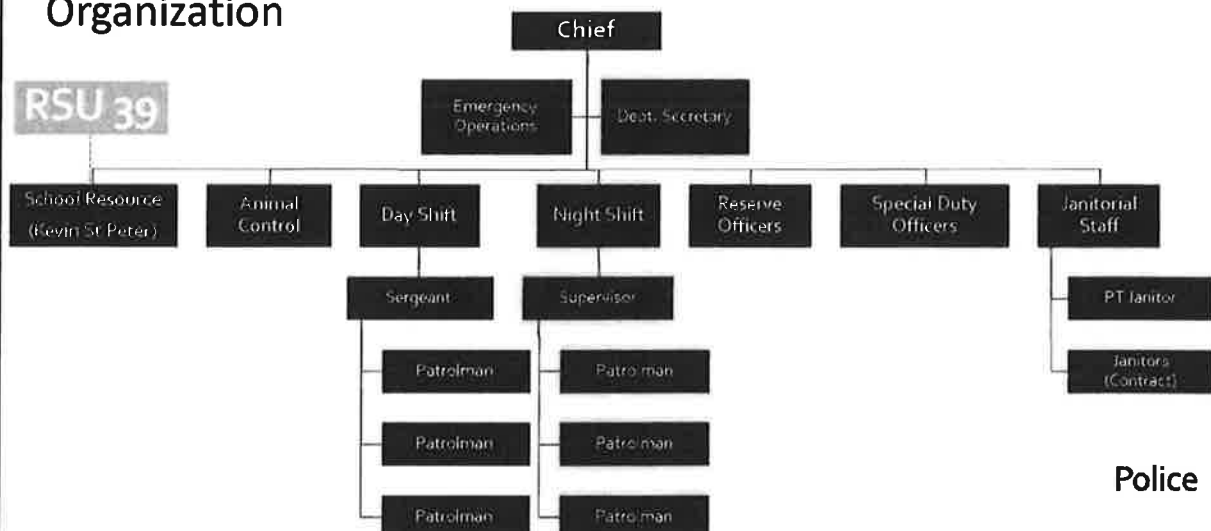 Organization
Chief
RSU 39
Emergency
Operations
Dept. Secretary
School Resource
(Kevin St Peter)
Animal
Control
Day Shift
Night Shift
Reserve
Officers
Special Duty
Officers
Janitorial
Staff
Sergeant
Supervisor
PT Janitor
Patrolman
Patrolman
Janitors
(Contract)
Patrolman
Patrolman
Police
Patrolman
Patrolman